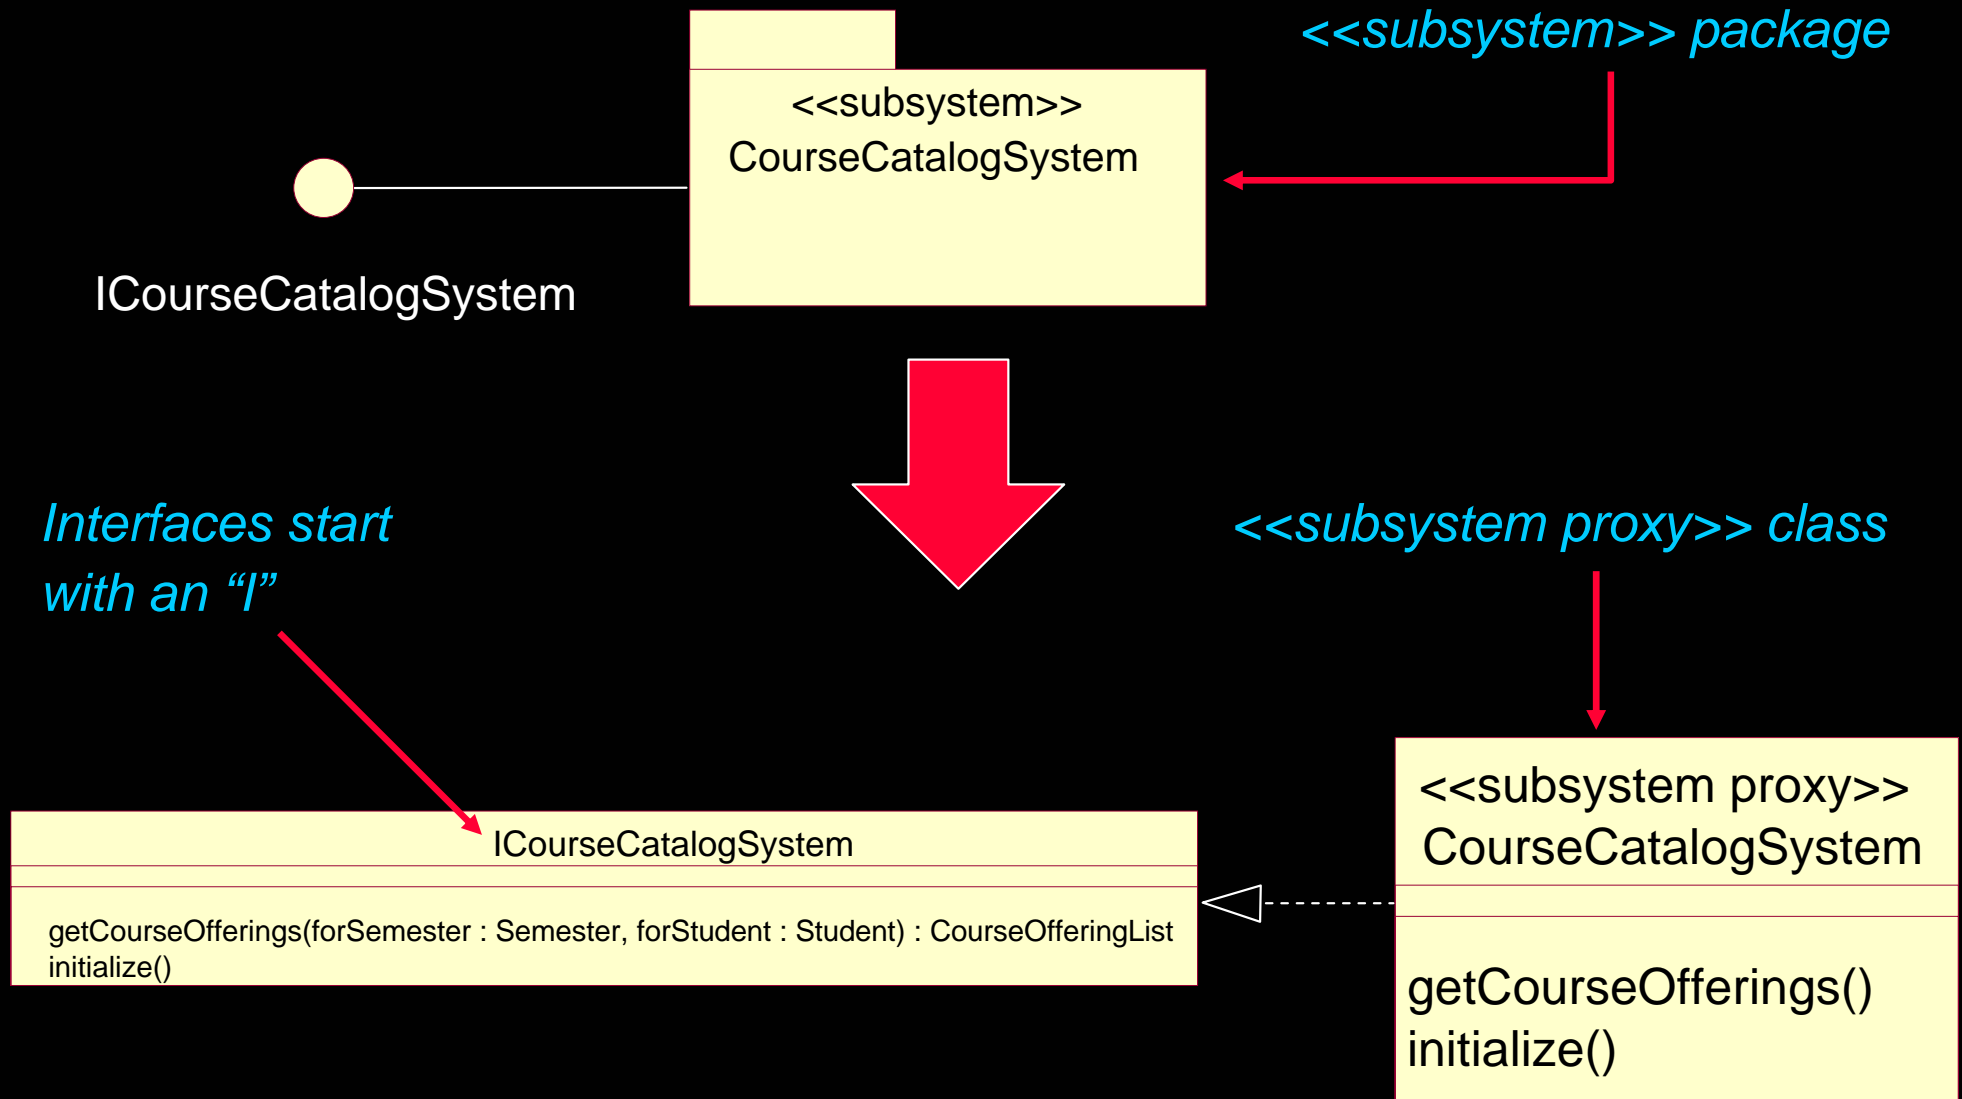 <<subsystem>> package
<<subsystem>>
CourseCatalogSystem
ICourseCatalogSystem
Interfaces start
with an “I”
<<subsystem proxy>> class
ICourseCatalogSystem
getCourseOfferings(forSemester : Semester, forStudent : Student) : CourseOfferingList
initialize()
<<subsystem proxy>>
CourseCatalogSystem
getCourseOfferings()
initialize()